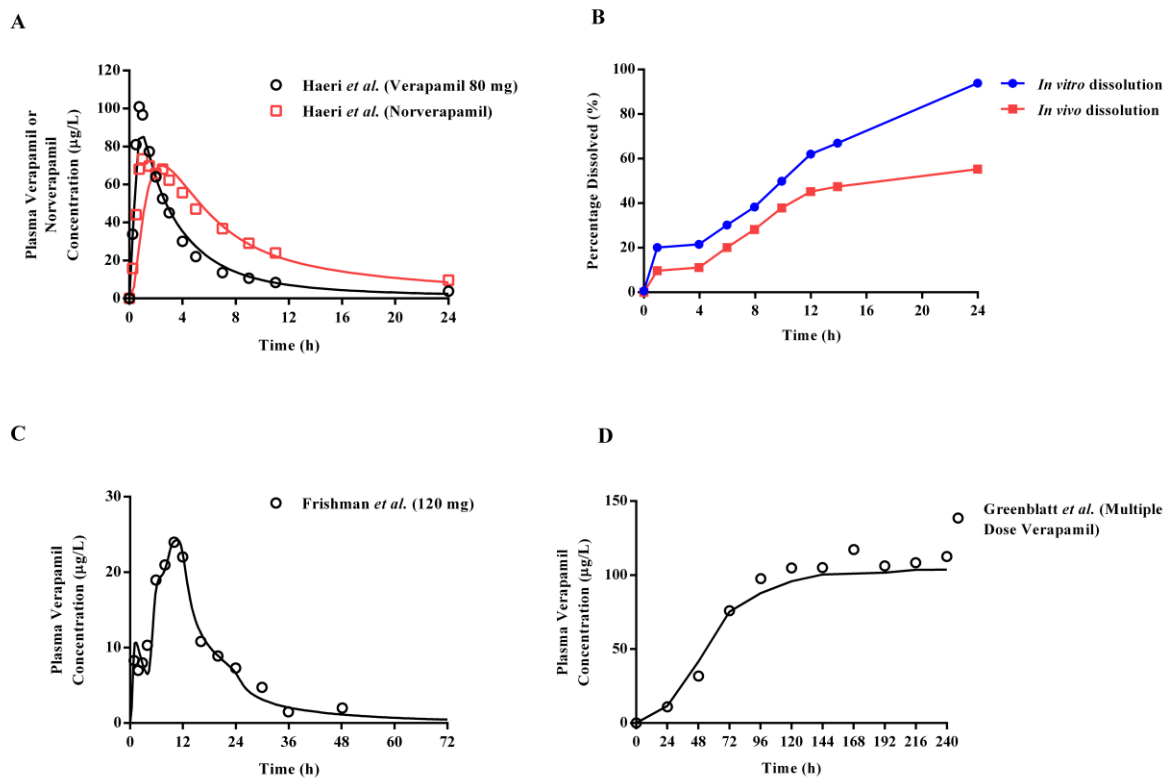 A
Plasma Verapamil or
Norverapamil
Concentration (µg/L)
120
100
80
60
40
20
0
0 4 8 12 16 20 24
Time (h)
Haeri et al. (Verapamil 80 mg)
Haeri et al. (Norverapamil)
B
Percentage Dissolved (%)
100
80
60
40
20
0
0 4 8 12 16 20 24
Time (h)
In vitro dissolution
In vivo dissolution
C
Plasma Verapamil
Concentration (µg/L)
30
20
10
0
0 12 24 36 48 60 72
Time (h)
Frishman et al. (120 mg)
D
Plasma Verapamil
Concentration (µg/L)
150
100
50
0
0 24 48 72 96 120 144 168 192 216 240
Time (h)
Greenblatt et al. (Multiple
Dose Verapamil)